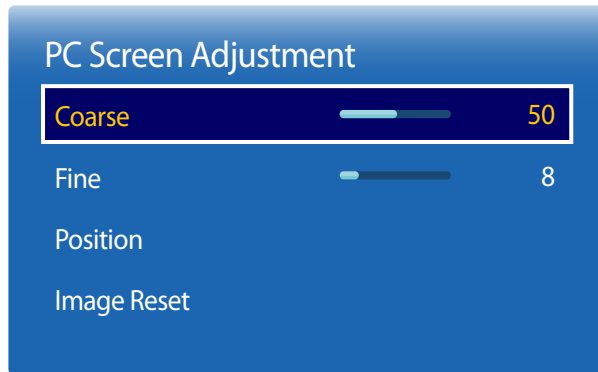 PC Screen Adjustment
Coarse 50
Fine 8
Position
Image Reset